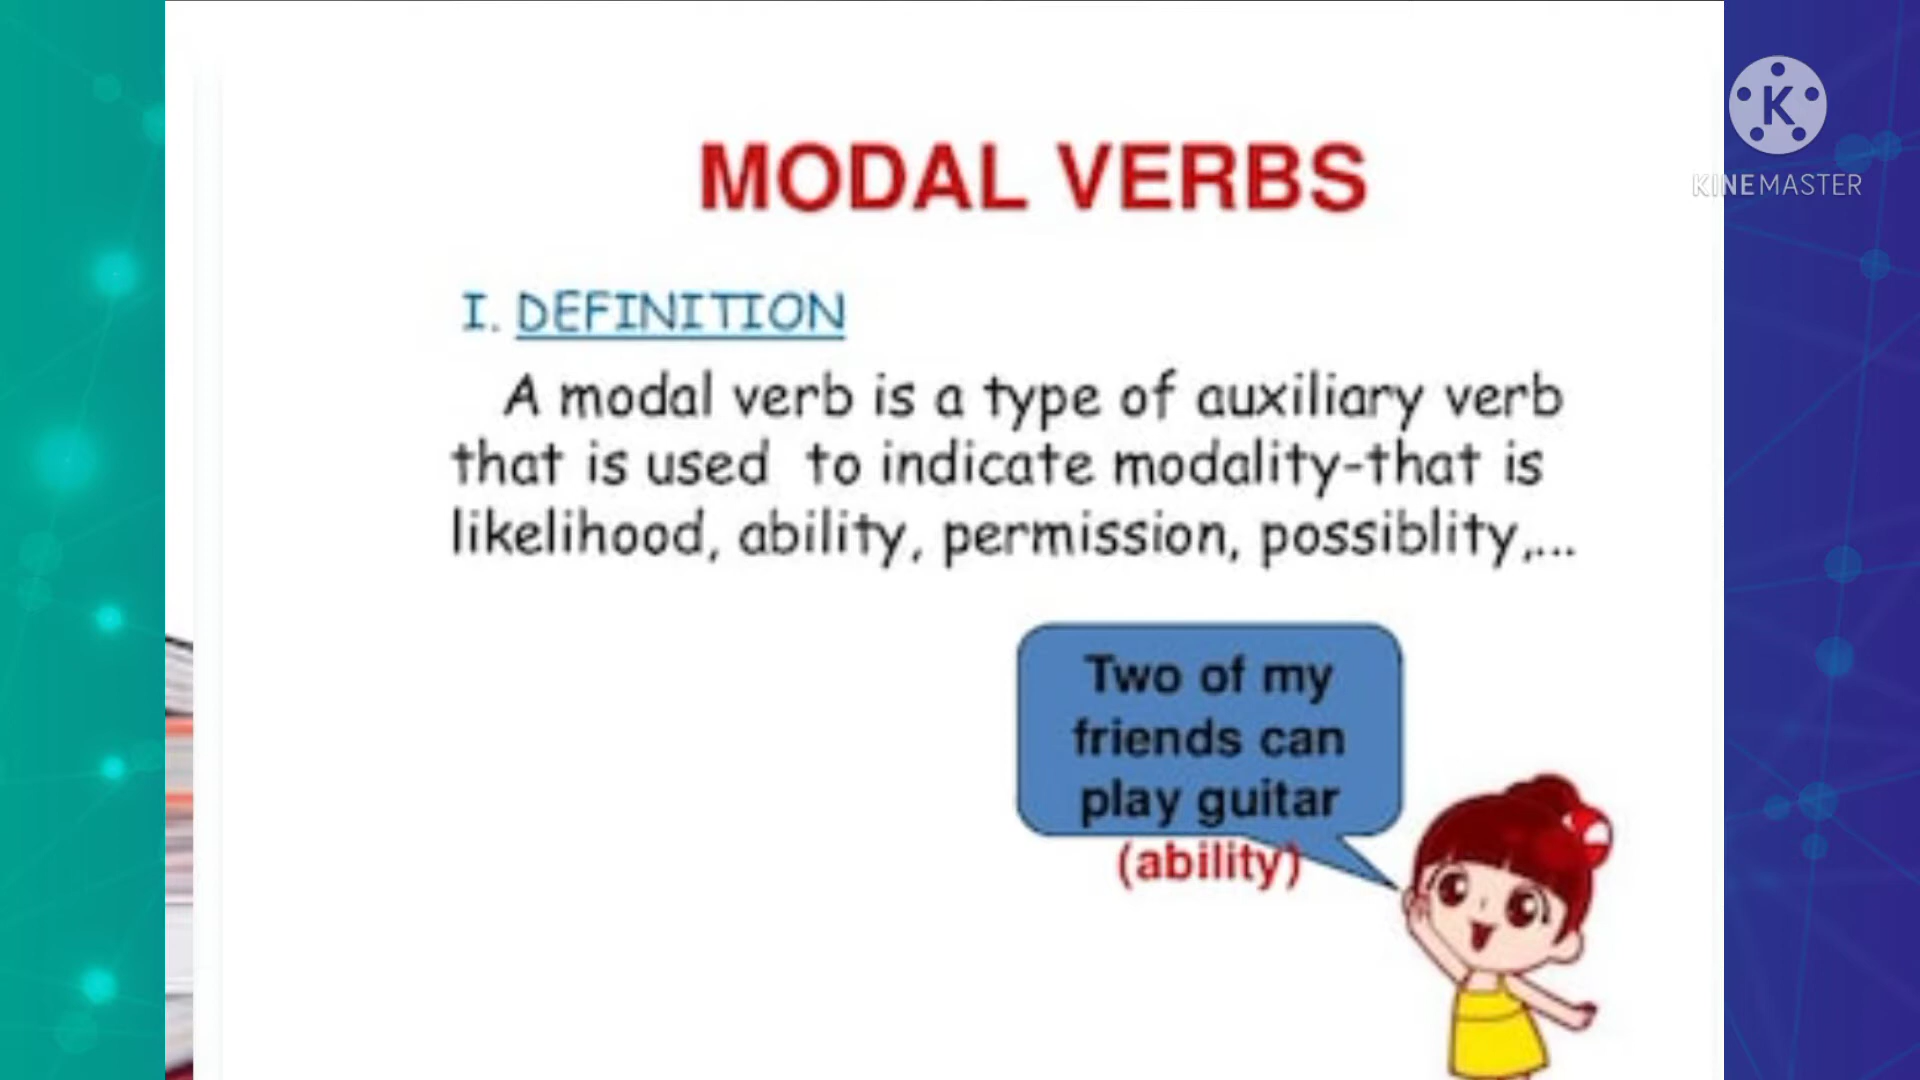 MODAL VERBS
K
KINEMASTER
I. DEFINITION
A modal verb is a type of auxiliary verb
that is used to indicate modality-that is
likelihood, ability, permission, possiblity,...
Two of my
friends can
play guitar
(ability)